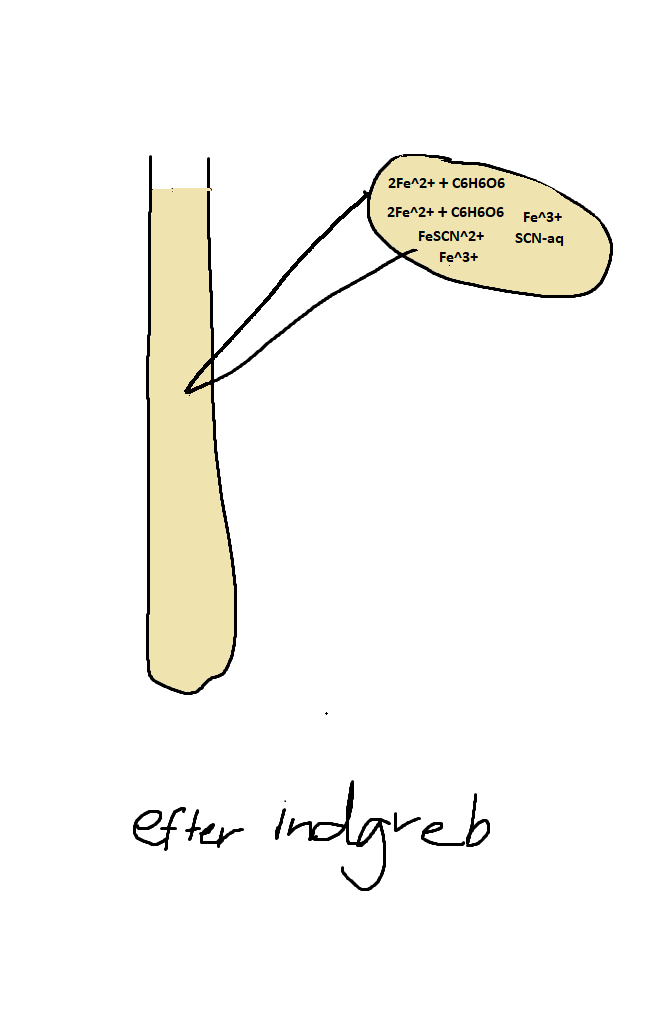 2Fe^2+ + C6H6O6
2Fe^2+ + C6H6O6
Fe^3+
FeSCN^2+
SCN-aq
Fe^3+
efter indgreb